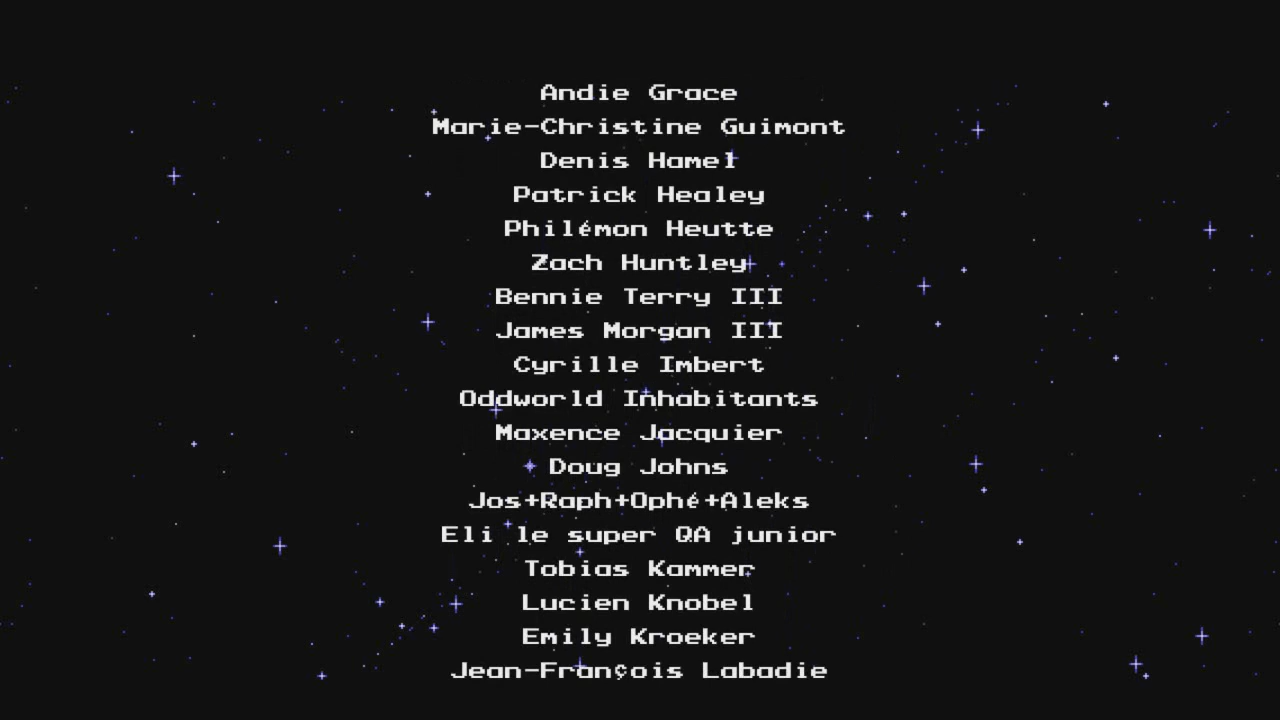 Andie Grace
Marie-Christine Guimont
Denis Hamel
Patrick Healey
Philémon Heutte
Zach Huntley
Bennie Terry III
James Morgan III
Cyrille Imbert
Oddworld Inhabitants
Maxence Jacquier
Doug Johns
Jos+Raph+Ophé+Aleks
Eli le super QA junior
Tobias Kammer
Lucien Knobel
Emily Kroeker
Jean-François Labadie